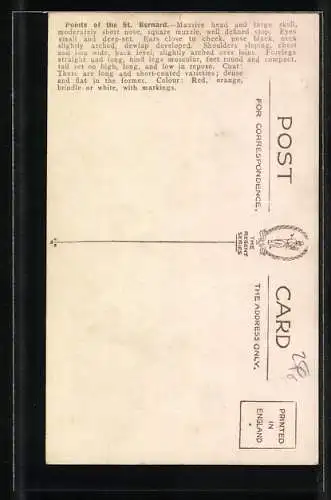 Points of the St. Bernard.—Massive head and large skull,
moderately short nose, square muzzle, well defined stop. Eyes
small and deep-set. Ears close to cheek, nose black, neck
slightly arched, dewlap developed. Shoulders sloping, chest
and loin wide, back level, slightly arched over loins. Forelegs
straight and long, hind legs muscular, feet round and compact,
tail set on high, long, and low in repose. Coat:
There are long and short-coated varieties; dense
and flat in the former. Colour: Red, orange,
brindle or white, with markings.
POST CARD
FOR CORRESPONDENCE.
THE ADDRESS ONLY.
THE
REGENT
SERIES
PRINTED
IN
ENGLAND